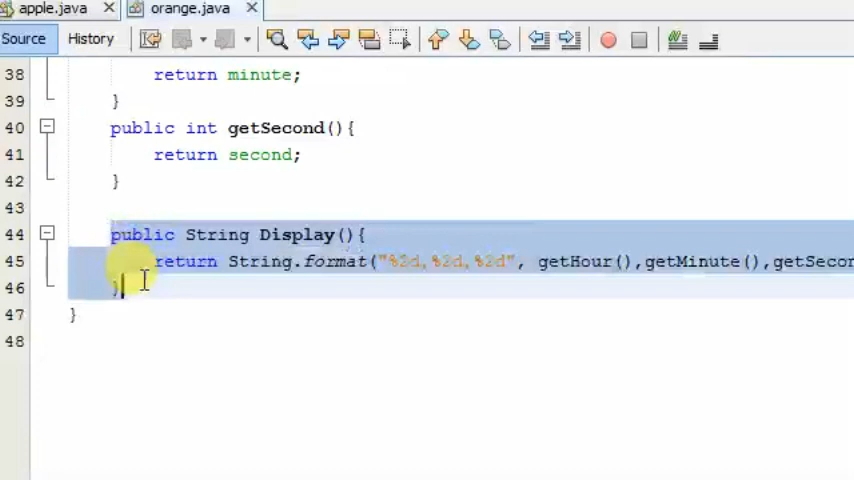 apple.java orange.java
Source History
38 return minute;
39 }
40 public int getSecond(){
41 return second;
42 }
43
44 public String Display(){
45 return String.format("%2d,%2d,%2d", getHour(),getMinute(),getSecon
46 }
47 }
48